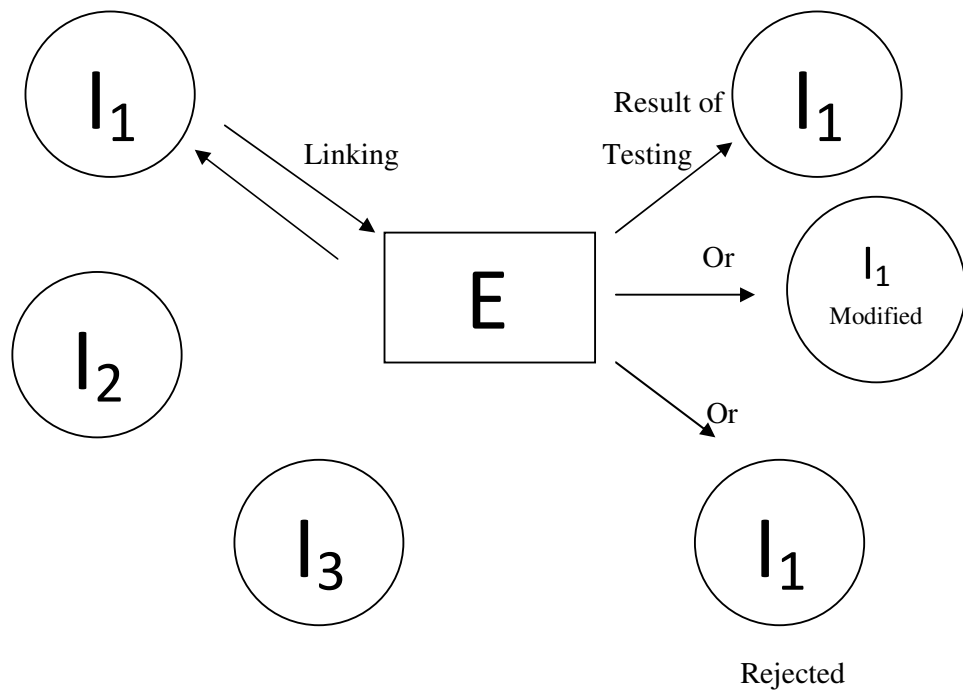 I₁
Linking
Result of
Testing
I₁
Or
I₁
Modified
E
I₂
Or
I₃
I₁
Rejected